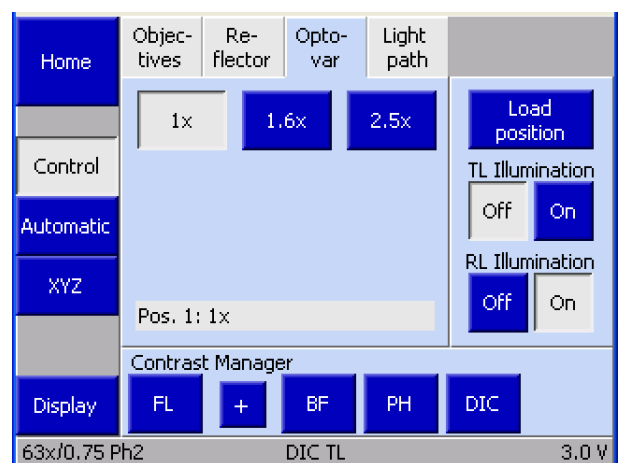 Home
Objec-
tives
Re-
flector
Opto-
var
Light
path
1x
1.6x
2.5x
Load
position
Control
TL Illumination
Off
On
Automatic
RL Illumination
XYZ
Off
On
Pos. 1: 1x
Contrast Manager
Display
FL
+
BF
PH
DIC
63x/0.75 Ph2
DIC TL
3.0 V